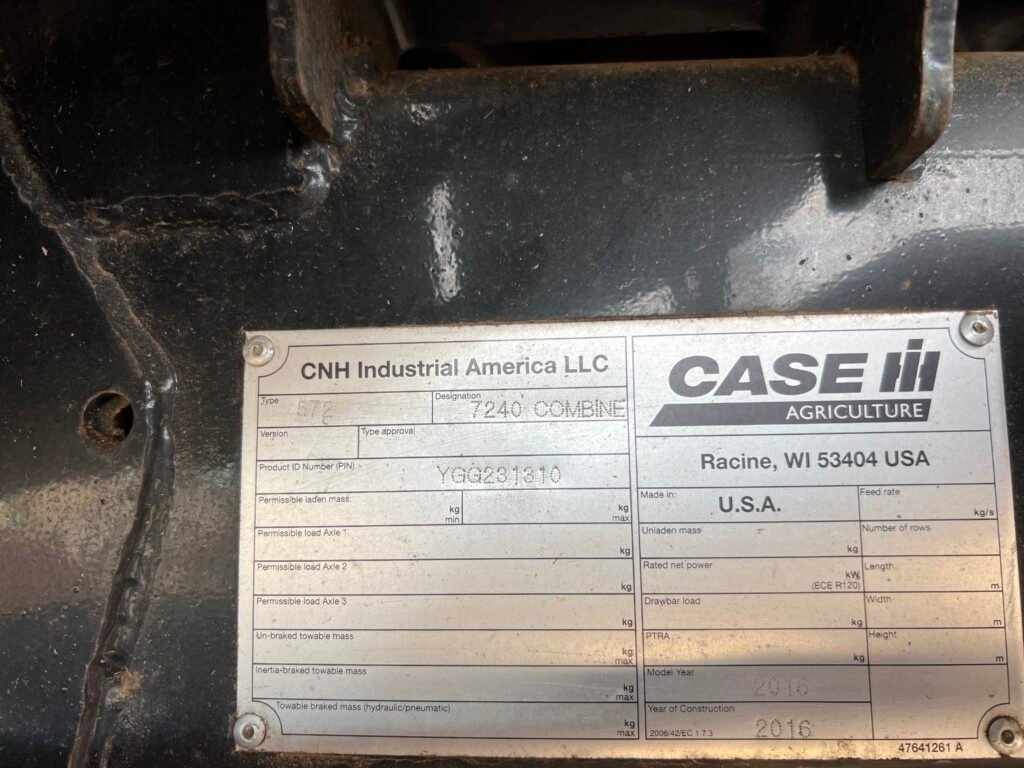 CNH Industrial America LLC
Type 572
Designation 7240 COMBINE
Version
Type approval
Product ID Number (PIN) YGG231310
Permissible laden mass: kg min kg max
Permissible load Axle 1 kg
Permissible load Axle 2 kg
Permissible load Axle 3 kg
Un-braked towable mass kg max
Inertia-braked towable mass kg max
Towable braked mass (hydraulic/pneumatic) kg max
CASE IH
AGRICULTURE
Racine, WI 53404 USA
Made in: U.S.A.
Feed rate kg/s
Unladen mass kg
Number of rows
Rated net power kW (ECE R120)
Length m
Drawbar load kg
Width m
PTRA kg
Height m
Model Year 2016
Year of Construction
2006/42/EC 1.7.3 2016
47641261 A